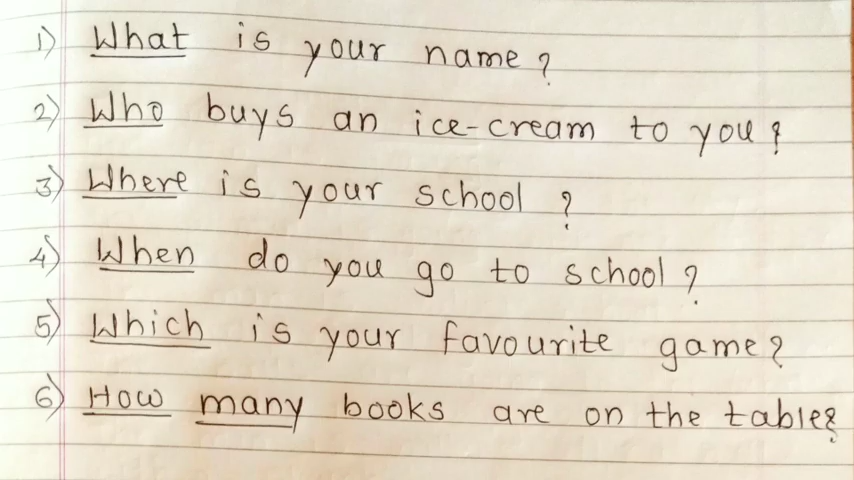 1) What is your name?
2) Who buys an ice-cream to you?
3) Where is your school?
4) When do you go to school?
5) Which is your favourite game?
6) How many books are on the table?